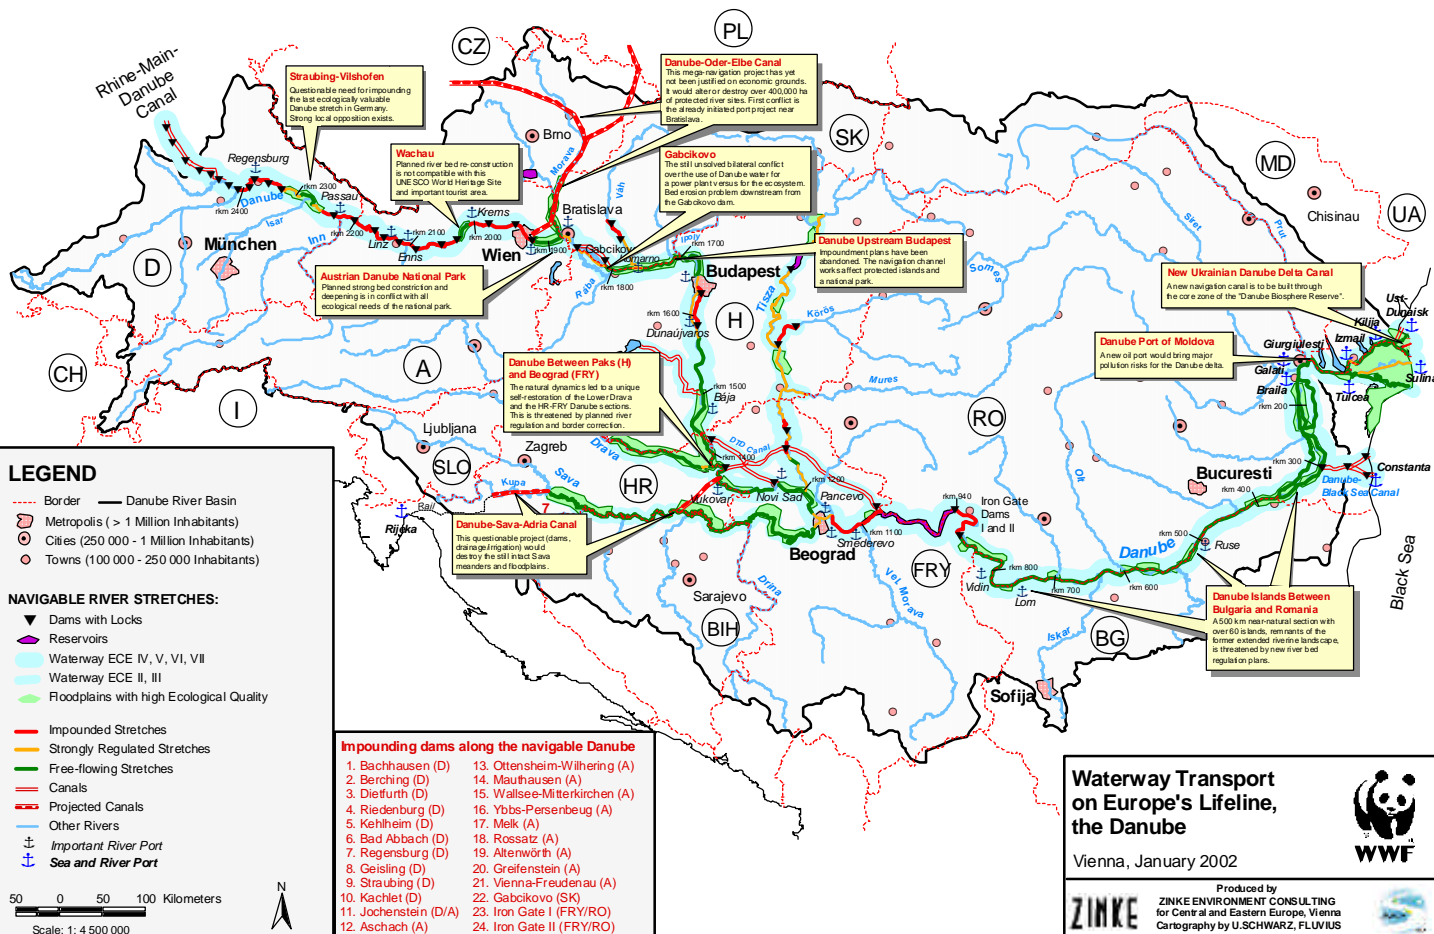 Rhine-Main-
Danube
Canal
CZ
PL
SK
MD
UA
D
CH
A
I
H
RO
SLO
HR
BIH
FRY
BG
Straubing-Vilshofen
Questionable need for impounding
the last ecologically valuable
Danube stretch in Germany.
Strong local opposition exists.
Wachau
Planned river bed re-construction
is not compatible with this
UNESCO World Heritage Site
and important tourist area.
Danube-Oder-Elbe Canal
This mega-navigation project has yet
not been justified on economic grounds.
It would alter or destroy over 400,000 ha
of protected river sites. First conflict is
the already initiated port project near
Bratislava.
Gabcikovo
The still unsolved bilateral conflict
over the use of Danube water for
a power plant versus for the ecosystem.
Bed erosion problem downstream from
the Gabcikovo dam.
Austrian Danube National Park
Planned strong bed constriction and
deepening is in conflict with all
ecological needs of the national park.
Danube Upstream Budapest
Impoundment plans have been
abandoned. The navigation channel
works affect protected islands and
a national park.
New Ukrainian Danube Delta Canal
A new navigation canal is to be built through
the core zone of the "Danube Biosphere Reserve".
Danube Port of Moldova
A new oil port would bring major
pollution risks for the Danube delta.
Danube Between Paks (H)
and Beograd (FRY)
The natural dynamics led to a unique
self-restoration of the Lower Drava
and the HR-FRY Danube sections.
This is threatened by planned river
regulation and border correction.
Danube-Sava-Adria Canal
This questionable project (dams,
drainage/irrigation) would
destroy the still intact Sava
meanders and floodplains.
Danube Islands Between
Bulgaria and Romania
A 500 km near-natural section with
over 60 islands, remnants of the
former extended riverine landscape,
is threatened by new river bed
regulation plans.
Regensburg
rkm 2300
Passau
Danube
rkm 2400
Isar
München
Inn
rkm 2200
Linz
rkm 2100
Enns
Krems
rkm 2000
Wien
rkm 1900
Brno
Morava
Bratislava
Váh
Gabcikovo
Komarno
Ipoly
rkm 1700
Rába
rkm 1800
Budapest
rkm 1600
Dunaújvaros
Tisza
Körös
Somes
Mures
rkm 1500
Baja
DTD Canal
rkm 1400
Drava
Vukovar
Novi Sad
rkm 1200
Pancevo
Beograd
Smederevo
rkm 1100
rkm 940
Iron Gate
Dams
I and II
Ljubljana
Zagreb
Kupa
Sava
Rail
Rijeka
7
Sarajevo
Drina
Vel. Morava
Vidin
rkm 800
Lom
rkm 700
rkm 600
Iskar
Sofija
Danube
rkm 500
Ruse
rkm 400
Bucuresti
Olt
rkm 300
rkm 200
Constanta
Danube-
Black Sea Canal
Black Sea
Siret
Prut
Chisinau
Giurgiulesti
Galati
Braila
Izmail
Kilija
Ust-
Dunaisk
Tulcea
Sulina
LEGEND
Border
Danube River Basin
Metropolis ( > 1 Million Inhabitants)
Cities (250 000 - 1 Million Inhabitants)
Towns (100 000 - 250 000 Inhabitants)
NAVIGABLE RIVER STRETCHES:
Dams with Locks
Reservoirs
Waterway ECE IV, V, VI, VII
Waterway ECE II, III
Floodplains with high Ecological Quality
Impounded Stretches
Strongly Regulated Stretches
Free-flowing Stretches
Canals
Projected Canals
Other Rivers
Important River Port
Sea and River Port
50 0 50 100 Kilometers
Scale: 1: 4 500 000
N
Impounding dams along the navigable Danube
1. Bachhausen (D)
2. Berching (D)
3. Dietfurth (D)
4. Riedenburg (D)
5. Kehlheim (D)
6. Bad Abbach (D)
7. Regensburg (D)
8. Geisling (D)
9. Straubing (D)
10. Kachlet (D)
11. Jochenstein (D/A)
12. Aschach (A)
13. Ottensheim-Wilhering (A)
14. Mauthausen (A)
15. Wallsee-Mitterkirchen (A)
16. Ybbs-Persenbeug (A)
17. Melk (A)
18. Rossatz (A)
19. Altenwörth (A)
20. Greifenstein (A)
21. Vienna-Freudenau (A)
22. Gabcikovo (SK)
23. Iron Gate I (FRY/RO)
24. Iron Gate II (FRY/RO)
Waterway Transport
on Europe's Lifeline,
the Danube
Vienna, January 2002
WWF
ZINKE
Produced by
ZINKE ENVIRONMENT CONSULTING
for Central and Eastern Europe, Vienna
Cartography by U.SCHWARZ, FLUVIUS